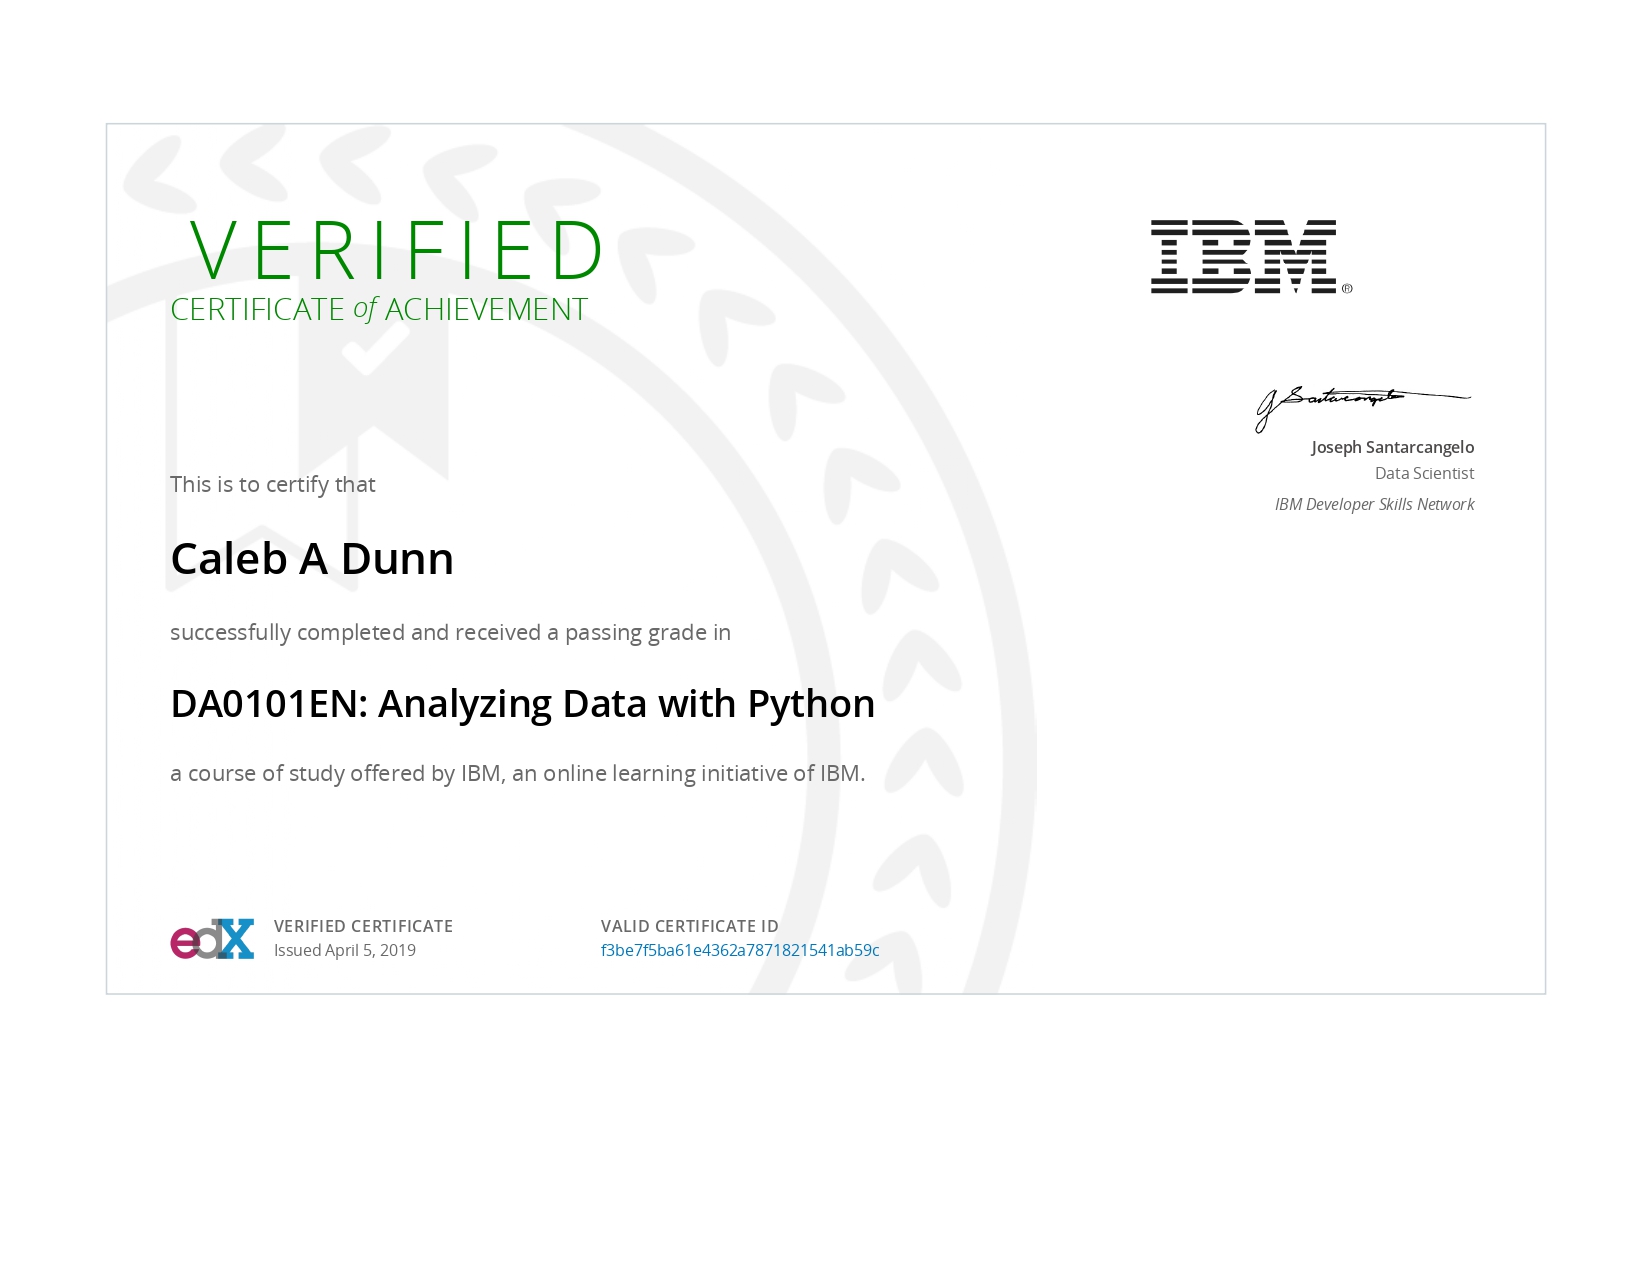 VERIFIED
CERTIFICATE of ACHIEVEMENT
IBM®
Joseph Santarcangelo
Joseph Santarcangelo
Data Scientist
IBM Developer Skills Network
This is to certify that
Caleb A Dunn
successfully completed and received a passing grade in
DA0101EN: Analyzing Data with Python
a course of study offered by IBM, an online learning initiative of IBM.
edX
VERIFIED CERTIFICATE
Issued April 5, 2019
VALID CERTIFICATE ID
f3be7f5ba61e4362a7871821541ab59c